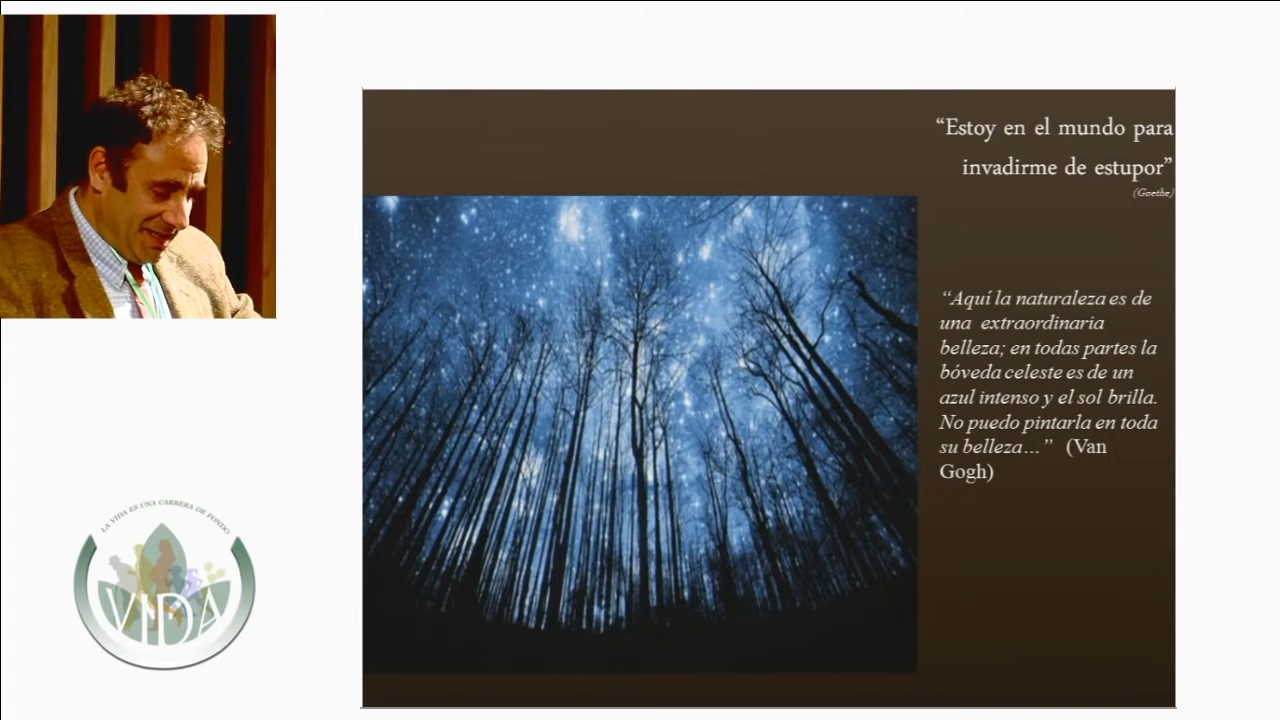 “Estoy en el mundo para
invadirme de estupor”
(Goethe)
“Aquí la naturaleza es de
una extraordinaria
belleza; en todas partes la
bóveda celeste es de un
azul intenso y el sol brilla.
No puedo pintarla en toda
su belleza…” (Van
Gogh)
LA VIDA ES UNA CARRERA DE FONDO
VIDA